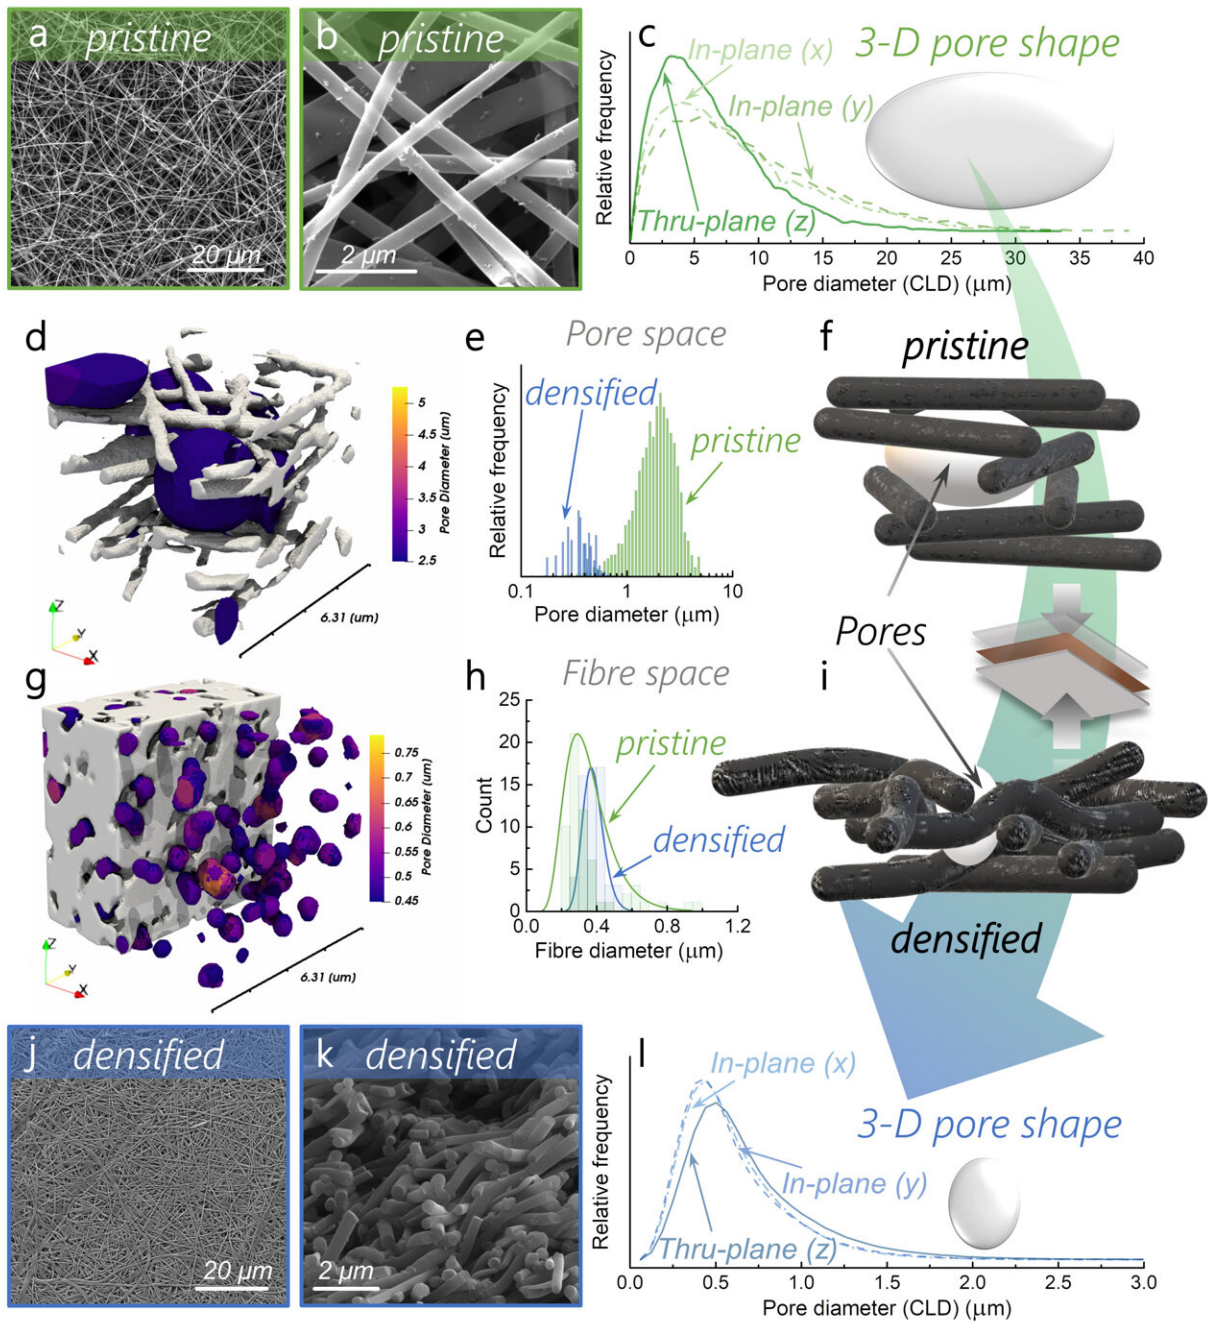 a pristine
20 μm
b pristine
2 μm
c
3-D pore shape
In-plane (x)
In-plane (y)
Thru-plane (z)
Relative frequency
0 5 10 15 20 25 30 35 40
Pore diameter (CLD) (μm)
d
5
4.5
4
3.5
3
2.5
Pore Diameter (um)
6.31 (um)
Z
Y
X
e
Pore space
densified
pristine
Relative frequency
0.1 1 10
Pore diameter (μm)
f
pristine
Pores
g
0.75
0.7
0.65
0.6
0.55
0.5
0.45
Pore Diameter (um)
6.31 (um)
Z
Y
X
h
Fibre space
25
20
15
10
5
0
Count
pristine
densified
0.0 0.4 0.8 1.2
Fibre diameter (μm)
i
densified
j densified
20 μm
k densified
2 μm
l
In-plane (x)
3-D pore shape
In-plane (y)
Thru-plane (z)
Relative frequency
0.0 0.5 1.0 1.5 2.0 2.5 3.0
Pore diameter (CLD) (μm)